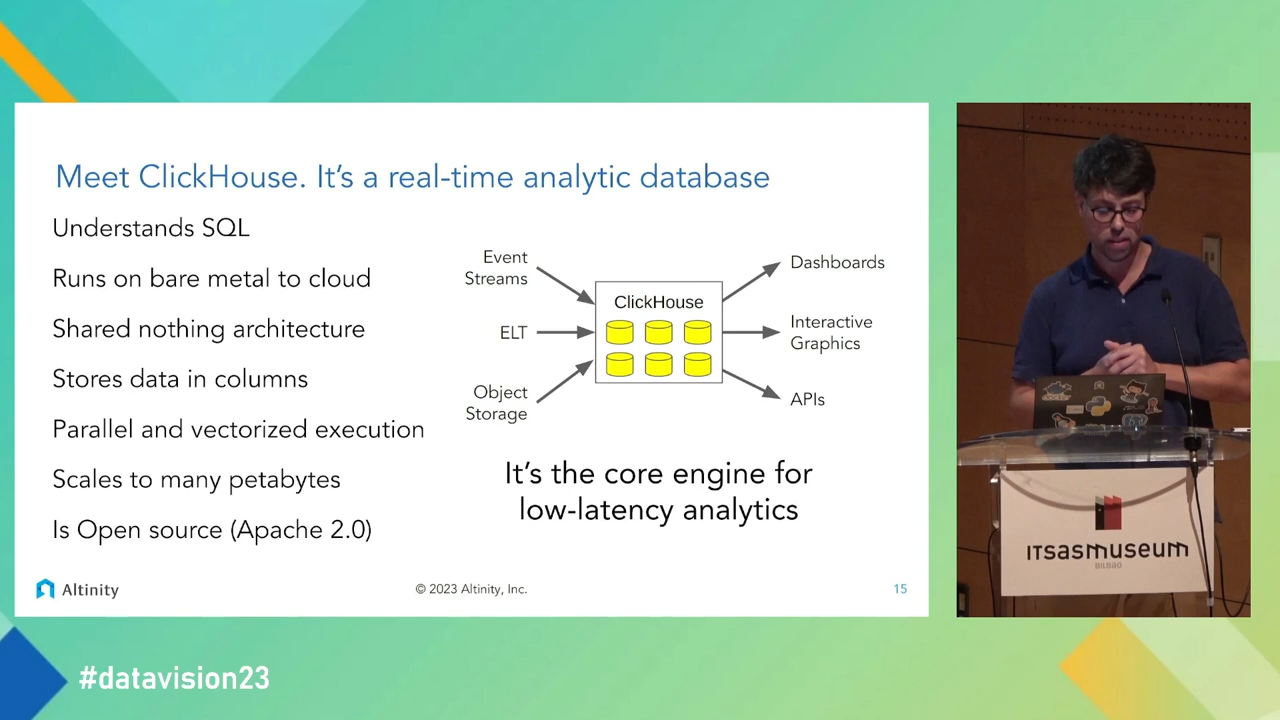 Meet ClickHouse. It's a real-time analytic database
Understands SQL
Runs on bare metal to cloud
Shared nothing architecture
Stores data in columns
Parallel and vectorized execution
Scales to many petabytes
Is Open source (Apache 2.0)
Event
Streams
ELT
Object
Storage
ClickHouse
Dashboards
Interactive
Graphics
APIs
It's the core engine for
low-latency analytics
Altinity
© 2023 Altinity, Inc.
15
ITSASMUSEUM
BILBAO
#datavision23